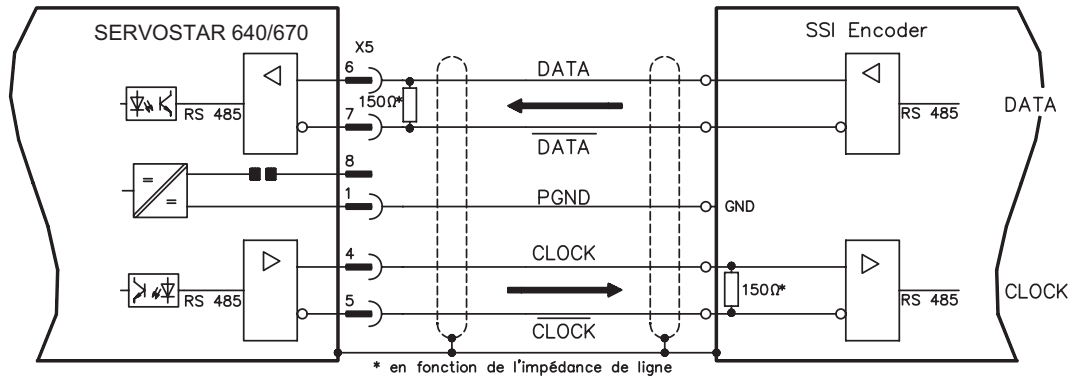 SERVOSTAR 640/670
X5
SSI Encoder
6
DATA
150Ω*
RS 485
7
DATA
RS 485
DATA
8
=
=
1
PGND
GND
4
CLOCK
150Ω*
RS 485
5
CLOCK
RS 485
CLOCK
* en fonction de l'impédance de ligne